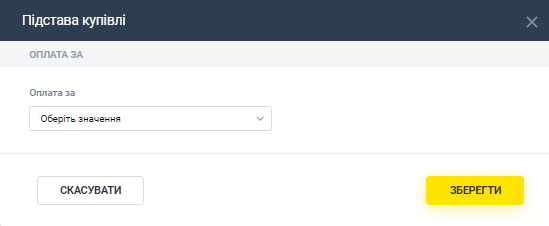 Підстава купівлі
ОПЛАТА ЗА
Оплата за
Оберіть значення
СКАСУВАТИ
ЗБЕРЕГТИ